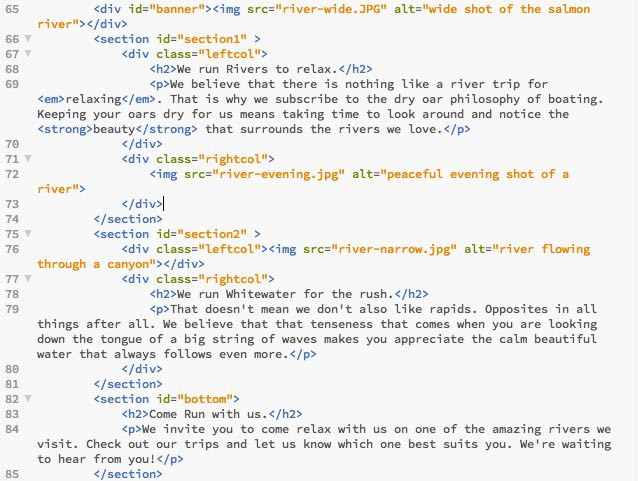 65 <div id="banner"><img src="river-wide.JPG" alt="wide shot of the salmon
river"></div>
66 <section id="section1" >
67 <div class="leftcol">
68 <h2>We run Rivers to relax.</h2>
69 <p>We believe that there is nothing like a river trip for
<em>relaxing</em>. That is why we subscribe to the dry oar philosophy of boating.
Keeping your oars dry for us means taking time to look around and notice the
<strong>beauty</strong> that surrounds the rivers we love.</p>
70 </div>
71 <div class="rightcol">
72 <img src="river-evening.jpg" alt="peaceful evening shot of a
river">
73 </div>
74 </section>
75 <section id="section2" >
76 <div class="leftcol"><img src="river-narrow.jpg" alt="river flowing
through a canyon"></div>
77 <div class="rightcol">
78 <h2>We run Whitewater for the rush.</h2>
79 <p>That doesn't mean we don't also like rapids. Opposites in all
things after all. We believe that that tenseness that comes when you are looking
down the tongue of a big string of waves makes you appreciate the calm beautiful
water that always follows even more.</p>
80 </div>
81 </section>
82 <section id="bottom">
83 <h2>Come Run with us.</h2>
84 <p>We invite you to come relax with us on one of the amazing rivers we
visit. Check out our trips and let us know which one best suits you. We're waiting
to hear from you!</p>
85 </section>